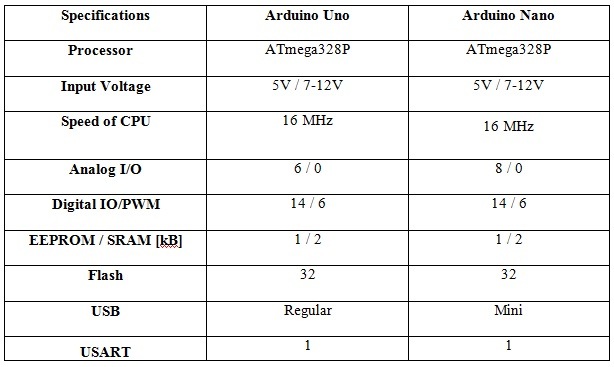 Specifications Arduino Uno Arduino Nano
Processor ATmega328P ATmega328P
Input Voltage 5V / 7-12V 5V / 7-12V
Speed of CPU 16 MHz 16 MHz
Analog I/O 6 / 0 8 / 0
Digital IO/PWM 14 / 6 14 / 6
EEPROM / SRAM [kB] 1 / 2 1 / 2
Flash 32 32
USB Regular Mini
USART 1 1